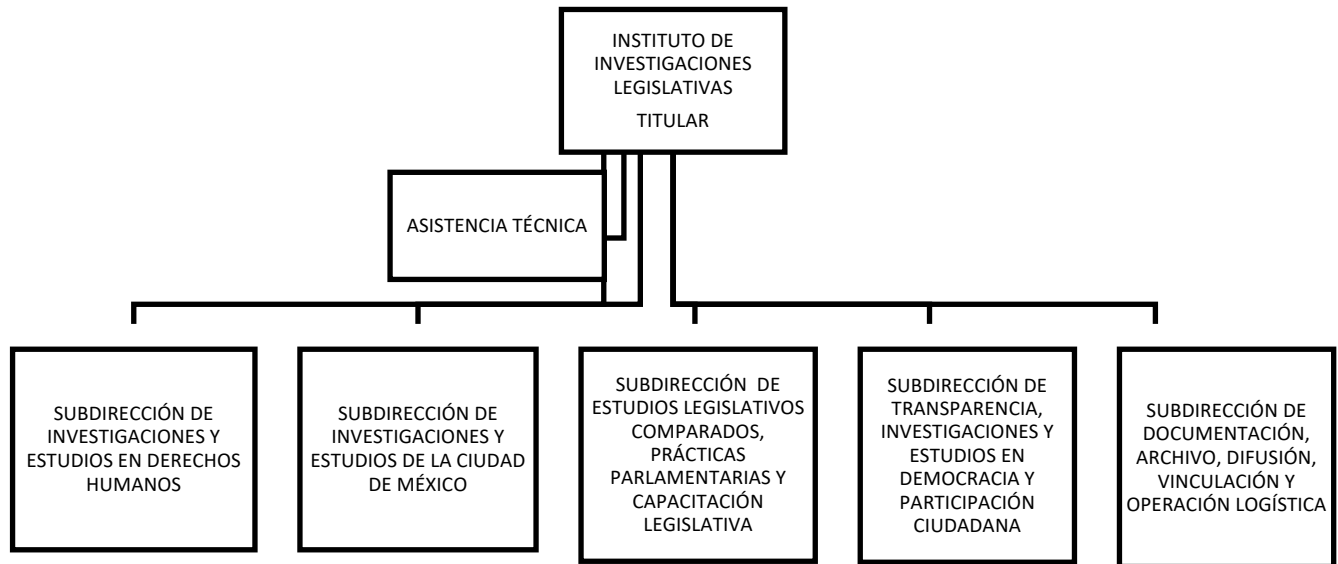 INSTITUTO DE
INVESTIGACIONES
LEGISLATIVAS
TITULAR
ASISTENCIA TÉCNICA
SUBDIRECCIÓN DE
INVESTIGACIONES Y
ESTUDIOS EN DERECHOS
HUMANOS
SUBDIRECCIÓN DE
INVESTIGACIONES Y
ESTUDIOS DE LA CIUDAD
DE MÉXICO
SUBDIRECCIÓN DE
ESTUDIOS LEGISLATIVOS
COMPARADOS,
PRÁCTICAS
PARLAMENTARIAS Y
CAPACITACIÓN
LEGISLATIVA
SUBDIRECCIÓN DE
TRANSPARENCIA,
INVESTIGACIONES Y
ESTUDIOS EN
DEMOCRACIA Y
PARTICIPACIÓN
CIUDADANA
SUBDIRECCIÓN DE
DOCUMENTACIÓN,
ARCHIVO, DIFUSIÓN,
VINCULACIÓN Y
OPERACIÓN LOGÍSTICA